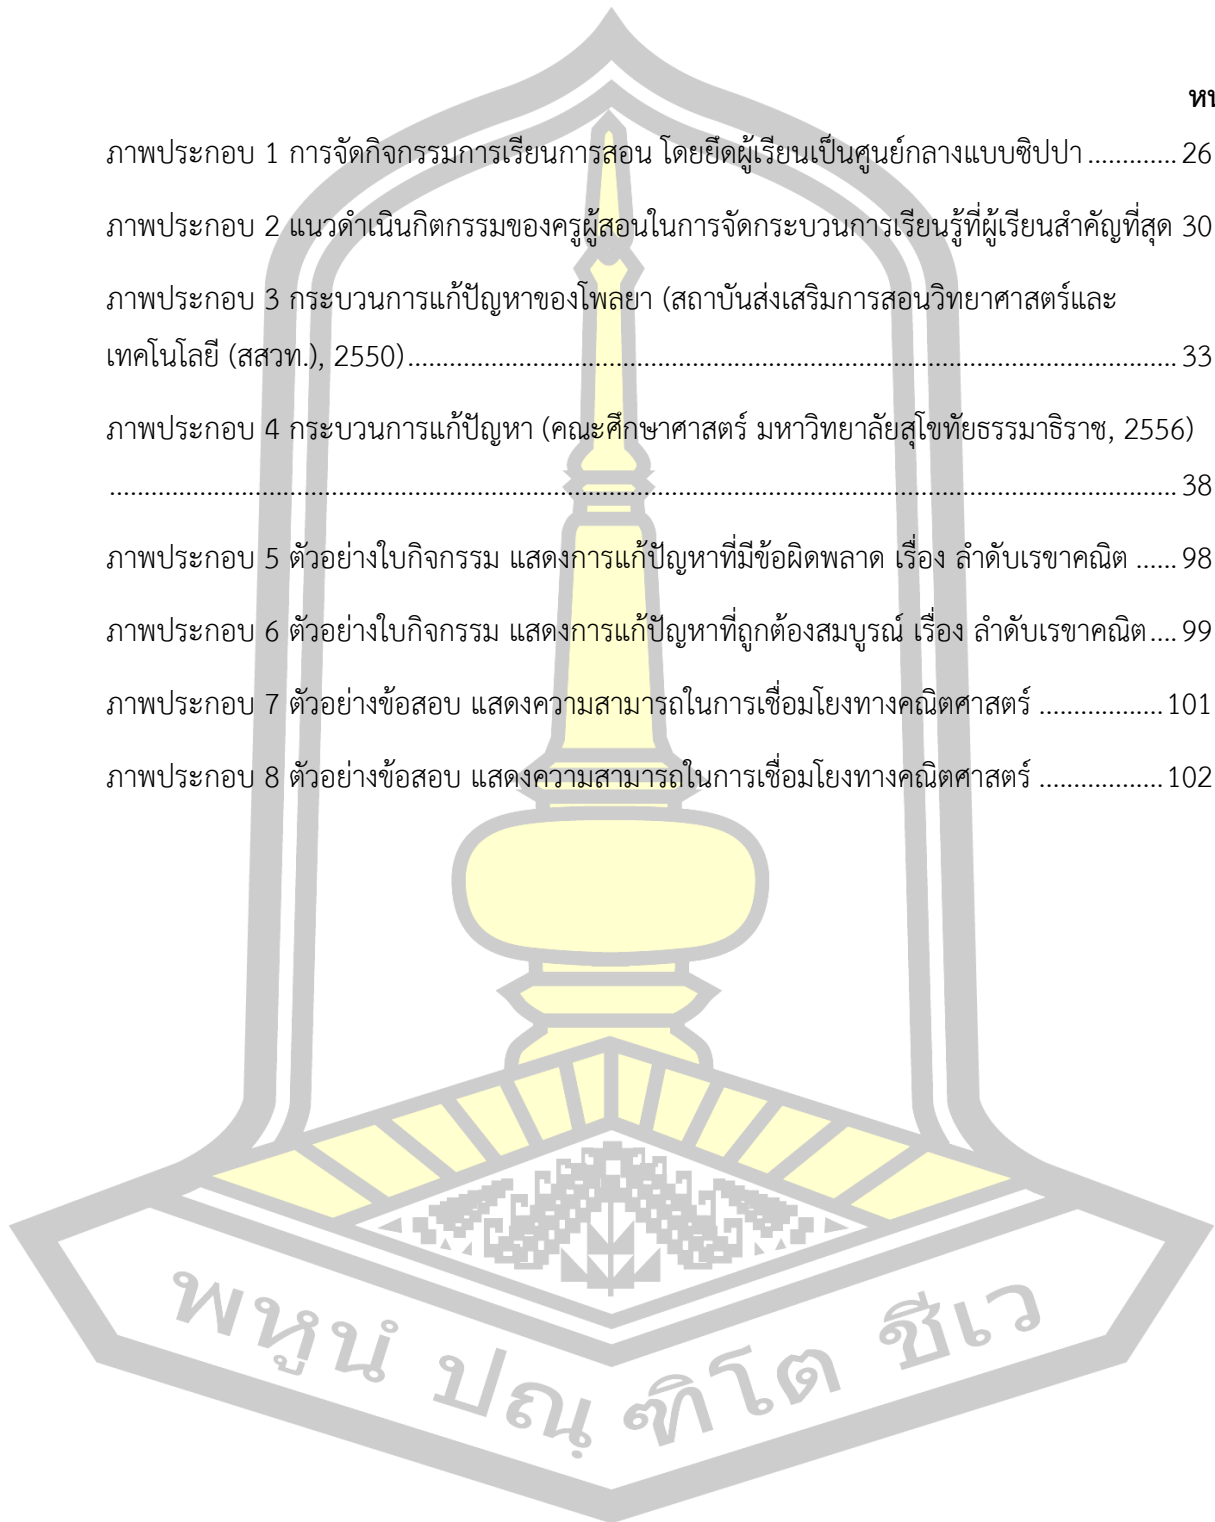 ภาพประกอบ 1 การจัดกิจกรรมการเรียนการสอน โดยยึดผู้เรียนเป็นศูนย์กลางแบบซิปปา ............. 26
ภาพประกอบ 2 แนวดำเนินกิตกรรมของครูผู้สอนในการจัดกระบวนการเรียนรู้ที่ผู้เรียนสำคัญที่สุด 30
ภาพประกอบ 3 กระบวนการแก้ปัญหาของโพลยา (สถาบันส่งเสริมการสอนวิทยาศาสตร์และ
เทคโนโลยี (สสวท.), 2550) ............................................................................................................. 33
ภาพประกอบ 4 กระบวนการแก้ปัญหา (คณะศึกษาศาสตร์ มหาวิทยาลัยสุโขทัยธรรมาธิราช, 2556)
......................................................................................................................................................... 38
ภาพประกอบ 5 ตัวอย่างใบกิจกรรม แสดงการแก้ปัญหาที่มีข้อผิดพลาด เรื่อง ลำดับเรขาคณิต ...... 98
ภาพประกอบ 6 ตัวอย่างใบกิจกรรม แสดงการแก้ปัญหาที่ถูกต้องสมบูรณ์ เรื่อง ลำดับเรขาคณิต .... 99
ภาพประกอบ 7 ตัวอย่างข้อสอบ แสดงความสามารถในการเชื่อมโยงทางคณิตศาสตร์ .................. 101
ภาพประกอบ 8 ตัวอย่างข้อสอบ แสดงความสามารถในการเชื่อมโยงทางคณิตศาสตร์ .................. 102
พหูนํ ปณฺฑิโต ชีเว